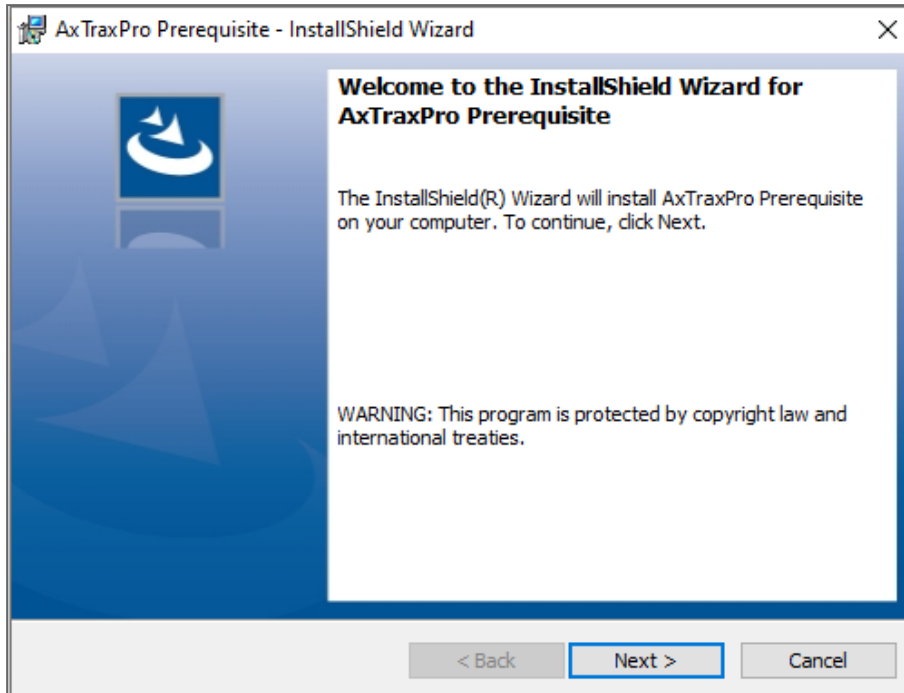 AxTraxPro Prerequisite - InstallShield Wizard
Welcome to the InstallShield Wizard for
AxTraxPro Prerequisite
The InstallShield(R) Wizard will install AxTraxPro Prerequisite
on your computer. To continue, click Next.
WARNING: This program is protected by copyright law and
international treaties.
< Back Next > Cancel